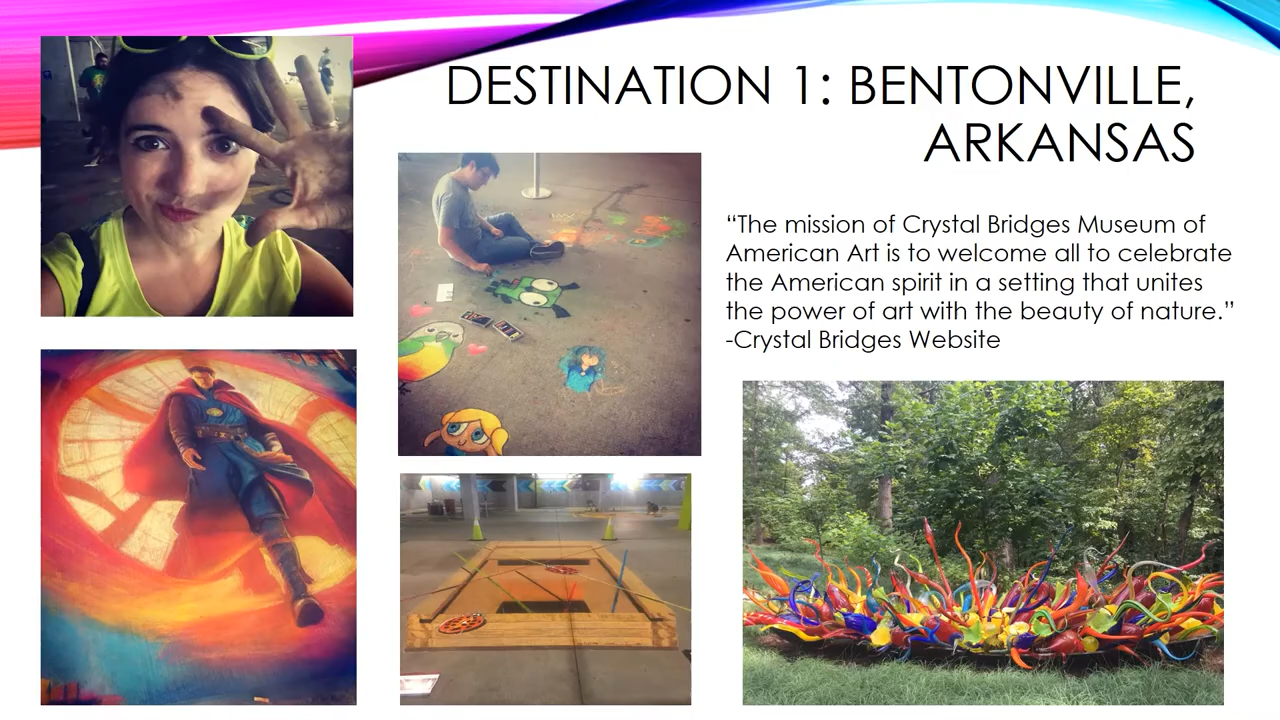 DESTINATION 1: BENTONVILLE,
ARKANSAS
“The mission of Crystal Bridges Museum of
American Art is to welcome all to celebrate
the American spirit in a setting that unites
the power of art with the beauty of nature.”
-Crystal Bridges Website